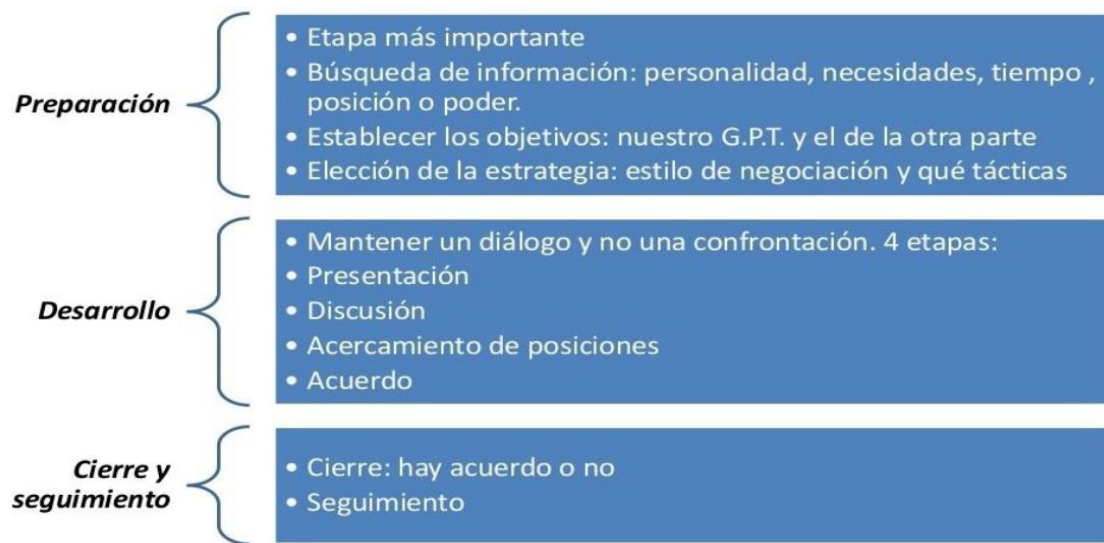 Preparación
• Etapa más importante
• Búsqueda de información: personalidad, necesidades, tiempo ,
posición o poder.
• Establecer los objetivos: nuestro G.P.T. y el de la otra parte
• Elección de la estrategia: estilo de negociación y qué tácticas
Desarrollo
• Mantener un diálogo y no una confrontación. 4 etapas:
• Presentación
• Discusión
• Acercamiento de posiciones
• Acuerdo
Cierre y
seguimiento
• Cierre: hay acuerdo o no
• Seguimiento